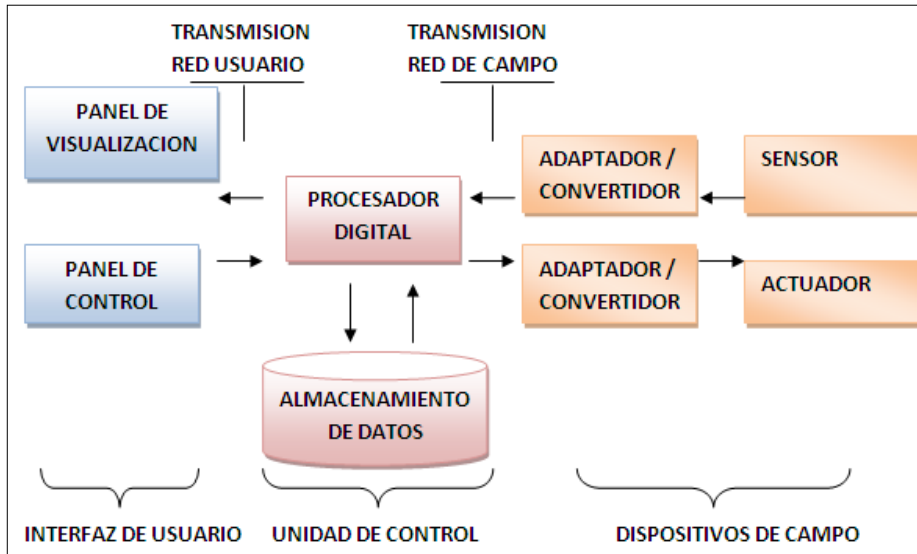 TRANSMISION
RED USUARIO
TRANSMISION
RED DE CAMPO
PANEL DE
VISUALIZACION
PROCESADOR
DIGITAL
ADAPTADOR /
CONVERTIDOR
SENSOR
PANEL DE
CONTROL
ADAPTADOR /
CONVERTIDOR
ACTUADOR
ALMACENAMIENTO
DE DATOS
INTERFAZ DE USUARIO
UNIDAD DE CONTROL
DISPOSITIVOS DE CAMPO